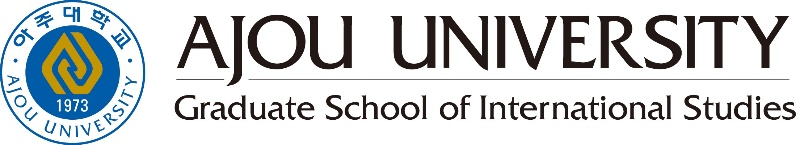 아주대학교
1973
AJOU UNIVERSITY
AJOU UNIVERSITY
Graduate School of International Studies